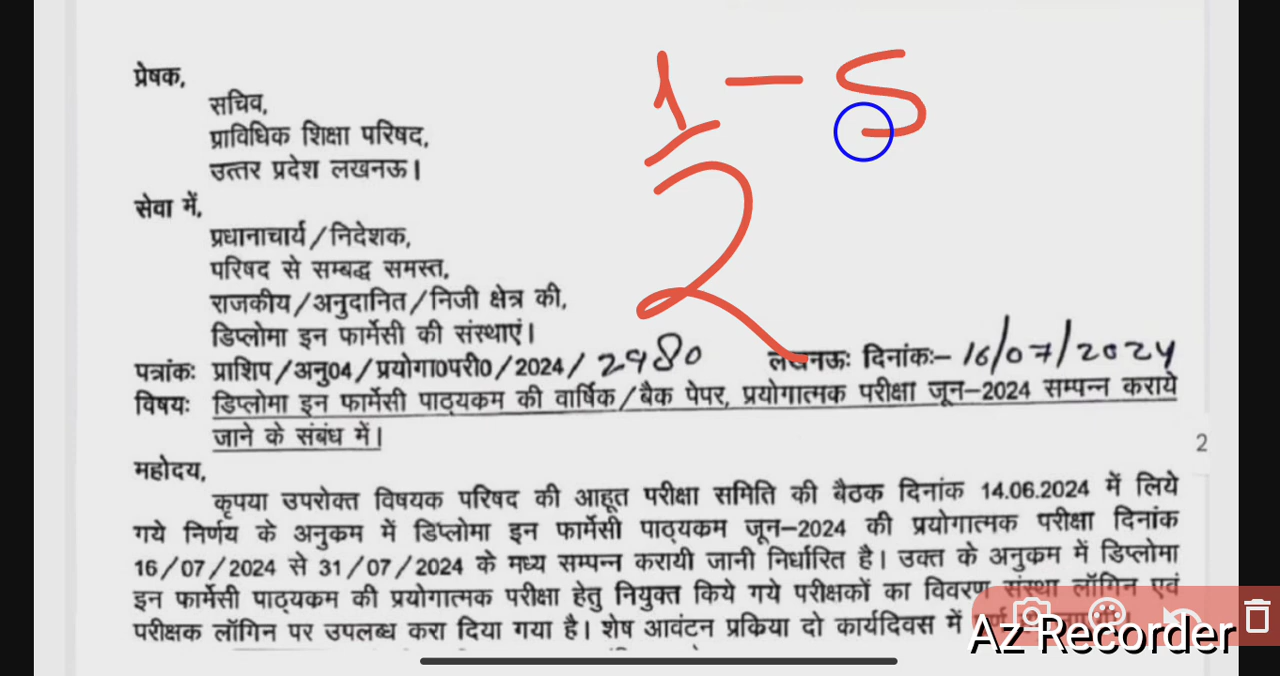 1 - 5
2
प्रेषक,
सचिव,
प्राविधिक शिक्षा परिषद,
उत्तर प्रदेश लखनऊ।
सेवा में,
प्रधानाचार्य/निदेशक,
परिषद से सम्बद्ध समस्त,
राजकीय/अनुदानित/निजी क्षेत्र की,
डिप्लोमा इन फार्मेसी की संस्थाएं।
पत्रांकः प्राशिप/अनु04/प्रयोगा0परी0/2024/2980 लखनऊः दिनांकः- 16/07/2024
विषयः डिप्लोमा इन फार्मेसी पाठ्यकम की वार्षिक/बैक पेपर, प्रयोगात्मक परीक्षा जून-2024 सम्पन्न कराये
जाने के संबंध में।
2
महोदय,
कृपया उपरोक्त विषयक परिषद की आहूत परीक्षा समिति की बैठक दिनांक 14.06.2024 में लिये
गये निर्णय के अनुकम में डिप्लोमा इन फार्मेसी पाठ्यकम जून-2024 की प्रयोगात्मक परीक्षा दिनांक
16/07/2024 से 31/07/2024 के मध्य सम्पन्न करायी जानी निर्धारित है। उक्त के अनुकम में डिप्लोमा
इन फार्मेसी पाठ्यकम की प्रयोगात्मक परीक्षा हेतु नियुक्त किये गये परीक्षकों का विवरण संस्था लॉगिन एवं
परीक्षक लॉगिन पर उपलब्ध करा दिया गया है। शेष आवंटन प्रकिया दो कार्यदिवस में
Az Recorder